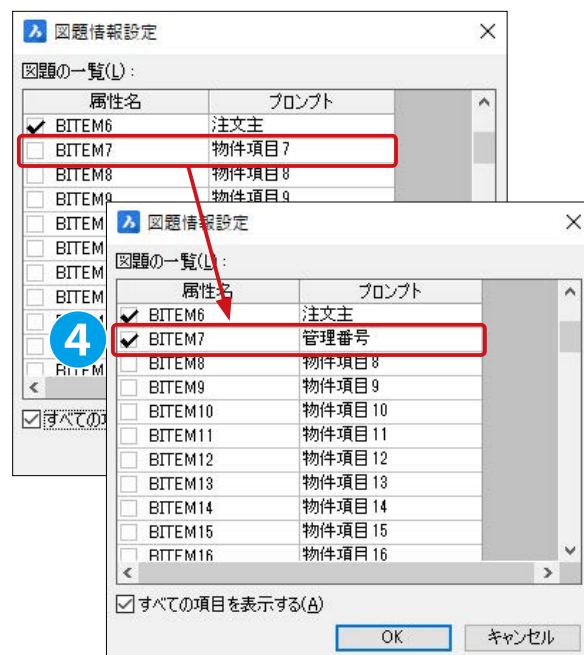 図題情報設定
図題の一覧(L):
属性名 プロンプト
BITEM6 注文主
BITEM7 物件項目7
BITEM8 物件項目8
BITEM9 物件項目9
BITEM
BITEM
BITEM
BITEM
すべての項
4
図題情報設定
図題の一覧(L):
属性名 プロンプト
BITEM6 注文主
BITEM7 管理番号
BITEM8 物件項目8
BITEM9 物件項目9
BITEM10 物件項目10
BITEM11 物件項目11
BITEM12 物件項目12
BITEM13 物件項目13
BITEM14 物件項目14
BITEM15 物件項目15
BITEM16 物件項目16
すべての項目を表示する(A)
OK キャンセル